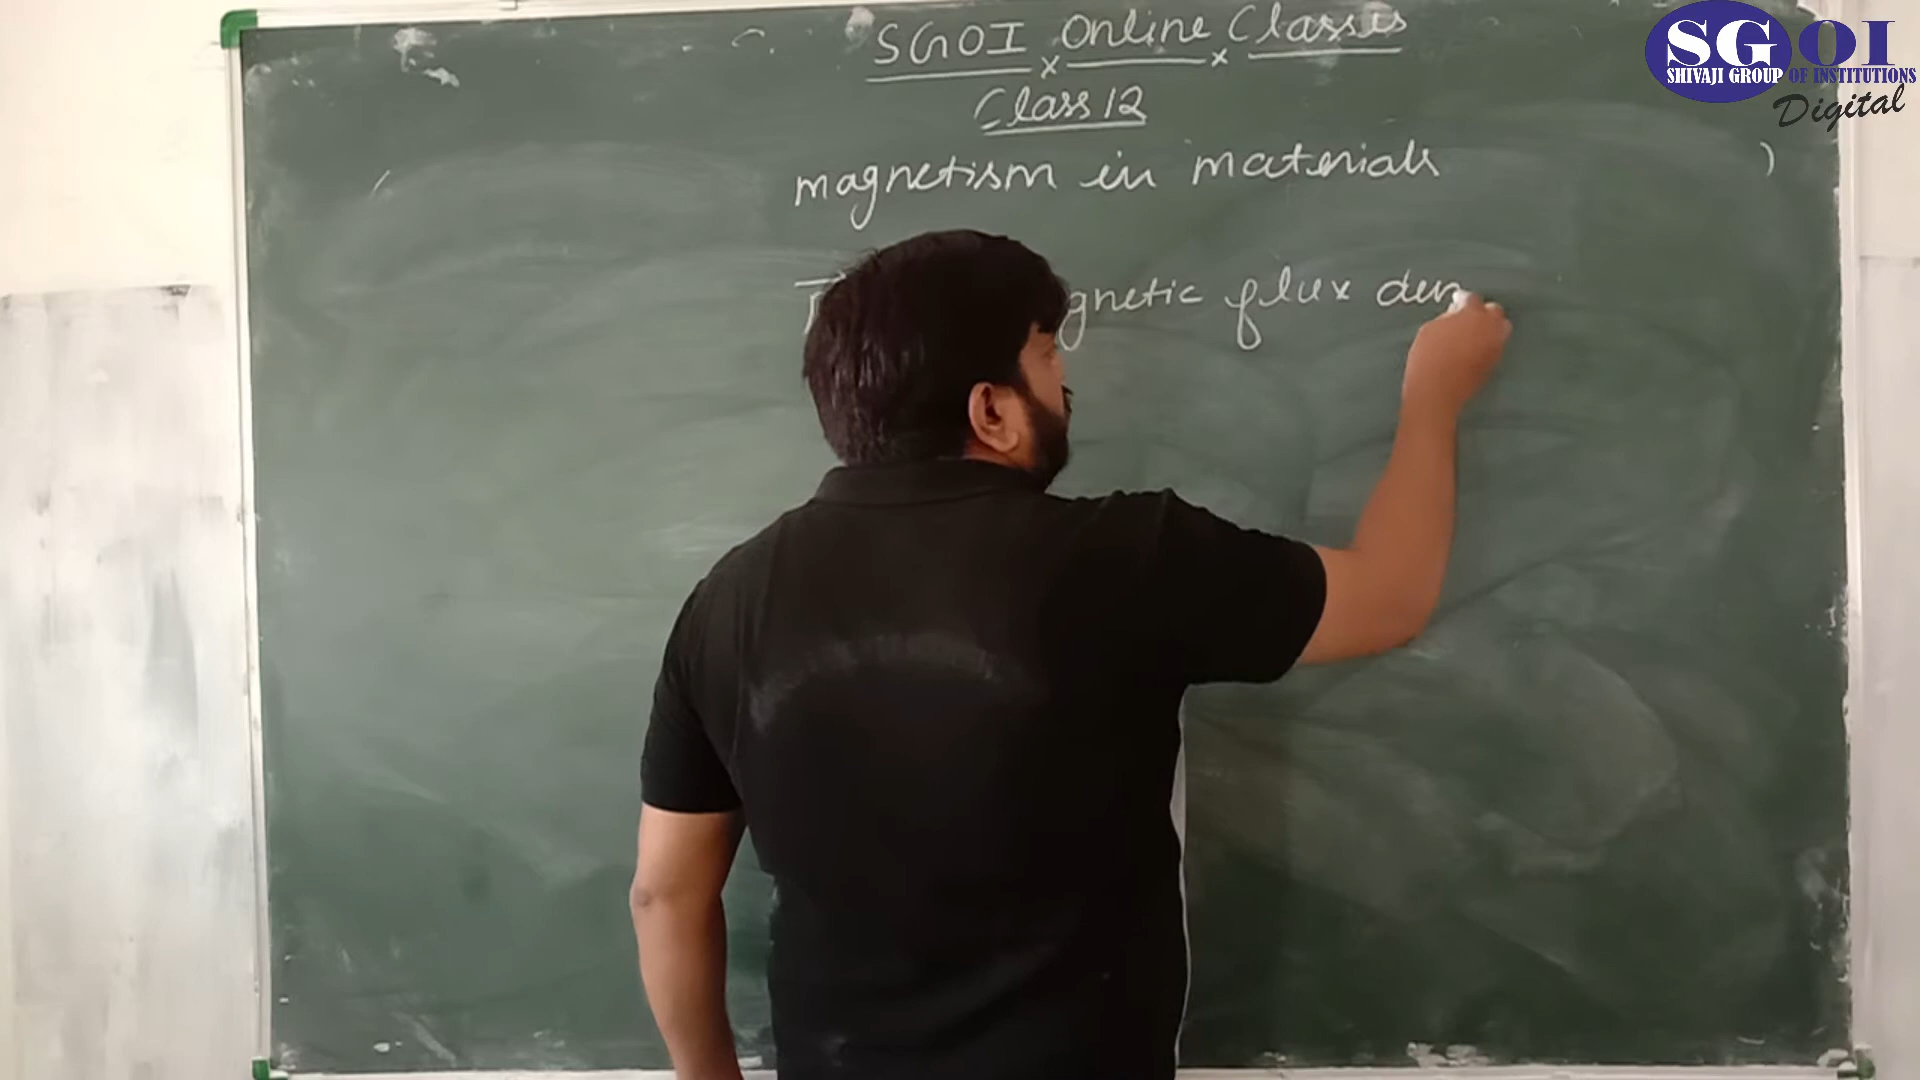 SGOI Online Classes
Class 12
magnetism in materials
gnetic flux den
SGOI
SHIVAJI GROUP OF INSTITUTIONS
Digital